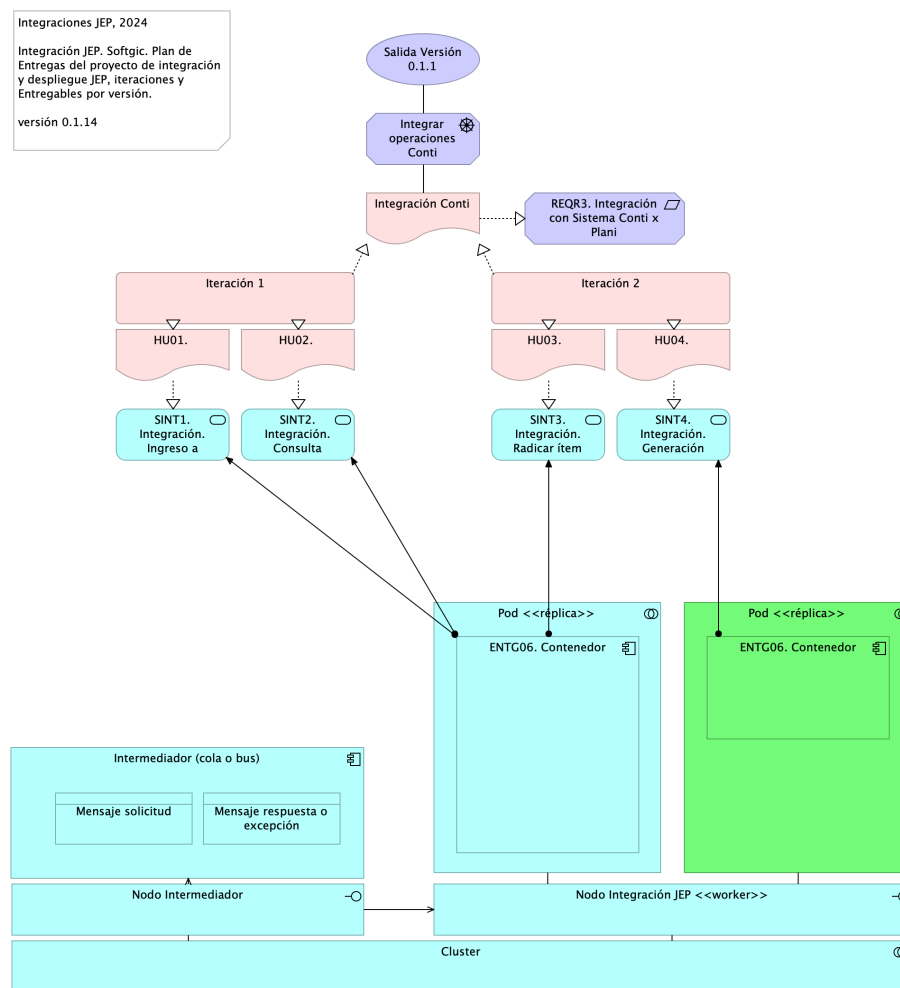 Integraciones JEP, 2024
Integración JEP. Softgic. Plan de
Entregas del proyecto de integración
y despliegue JEP, iteraciones y
Entregables por versión.
versión 0.1.14
Salida Versión
0.1.1
Integrar
operaciones
Conti
Integración Conti
REQR3. Integración
con Sistema Conti x
Plani
Iteración 1
Iteración 2
HU01.
HU02.
HU03.
HU04.
SINT1.
Integración.
Ingreso a
SINT2.
Integración.
Consulta
SINT3.
Integración.
Radicar ítem
SINT4.
Integración.
Generación
Pod <<réplica>>
Pod <<réplica>>
ENTG06. Contenedor
ENTG06. Contenedor
Intermediador (cola o bus)
Mensaje solicitud
Mensaje respuesta o
excepción
Nodo Intermediador
Nodo Integración JEP <<worker>>
Cluster